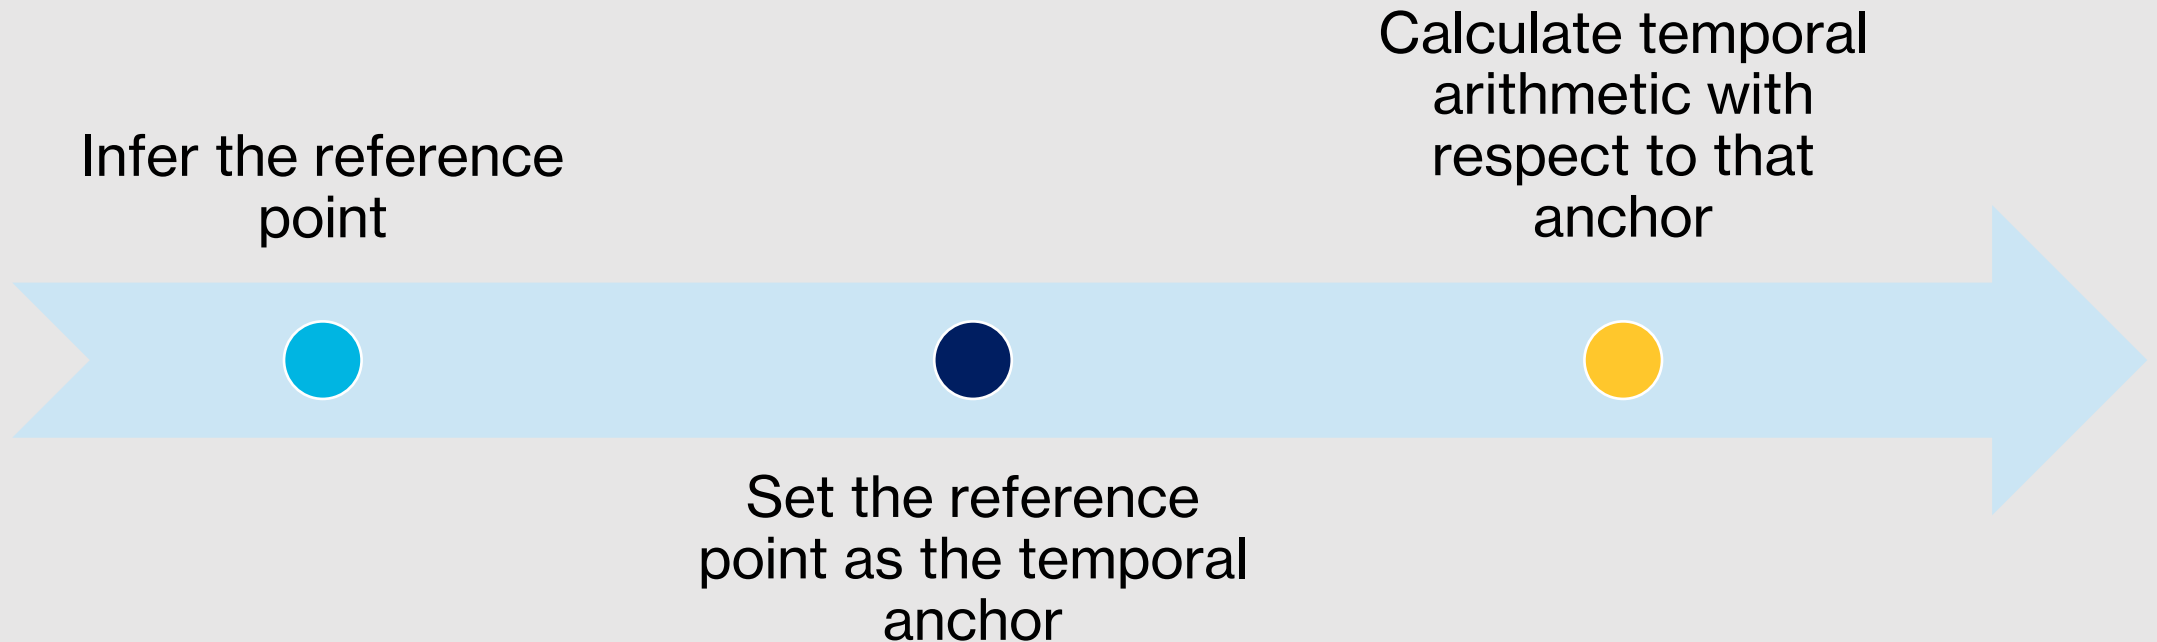 Infer the reference
point
Set the reference
point as the temporal
anchor
Calculate temporal
arithmetic with
respect to that
anchor